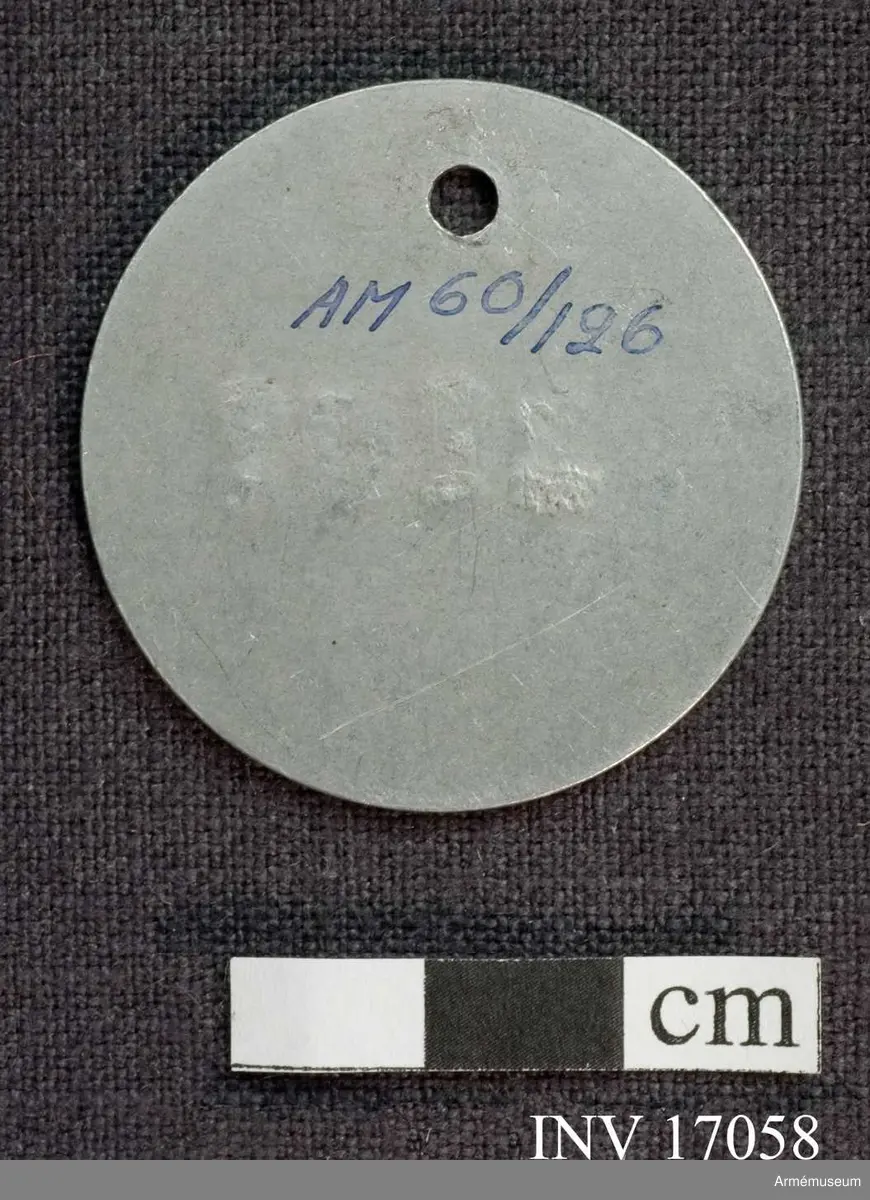 AM 60/126
cm
INV 17058
Armémuseum